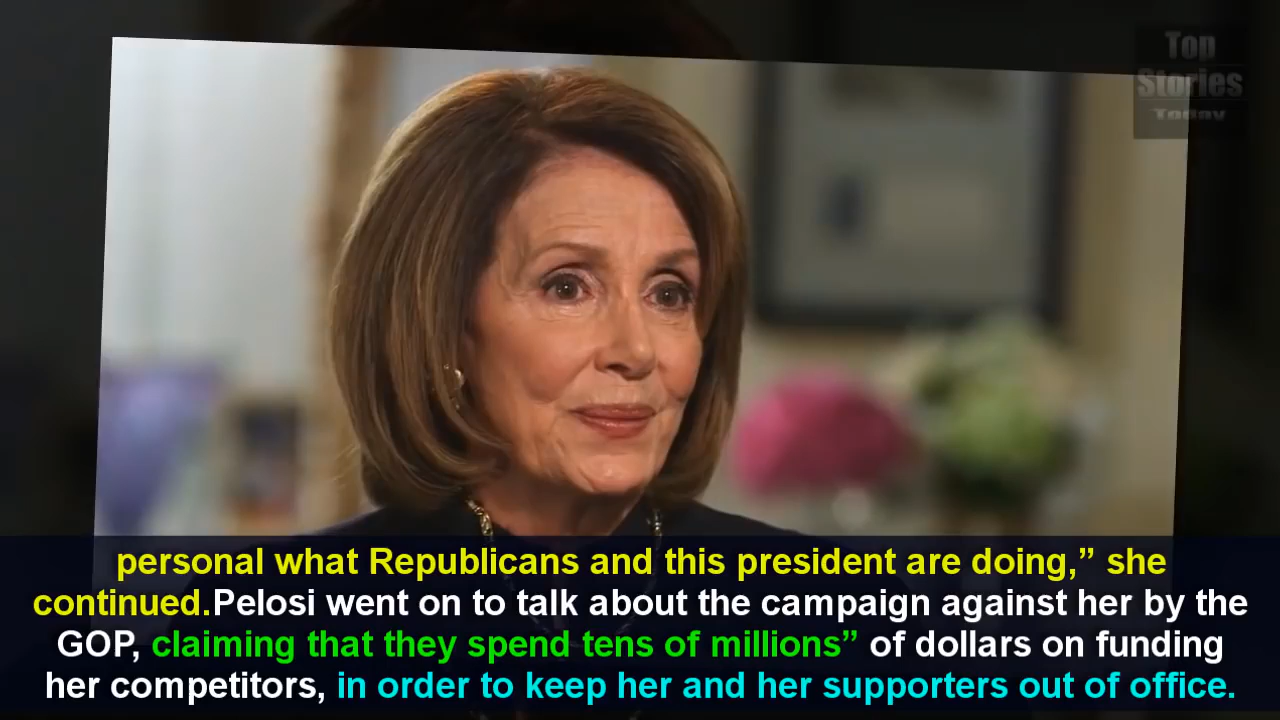 Top
Stories
Today
personal what Republicans and this president are doing,” she
continued.Pelosi went on to talk about the campaign against her by the
GOP, claiming that they spend tens of millions” of dollars on funding
her competitors, in order to keep her and her supporters out of office.